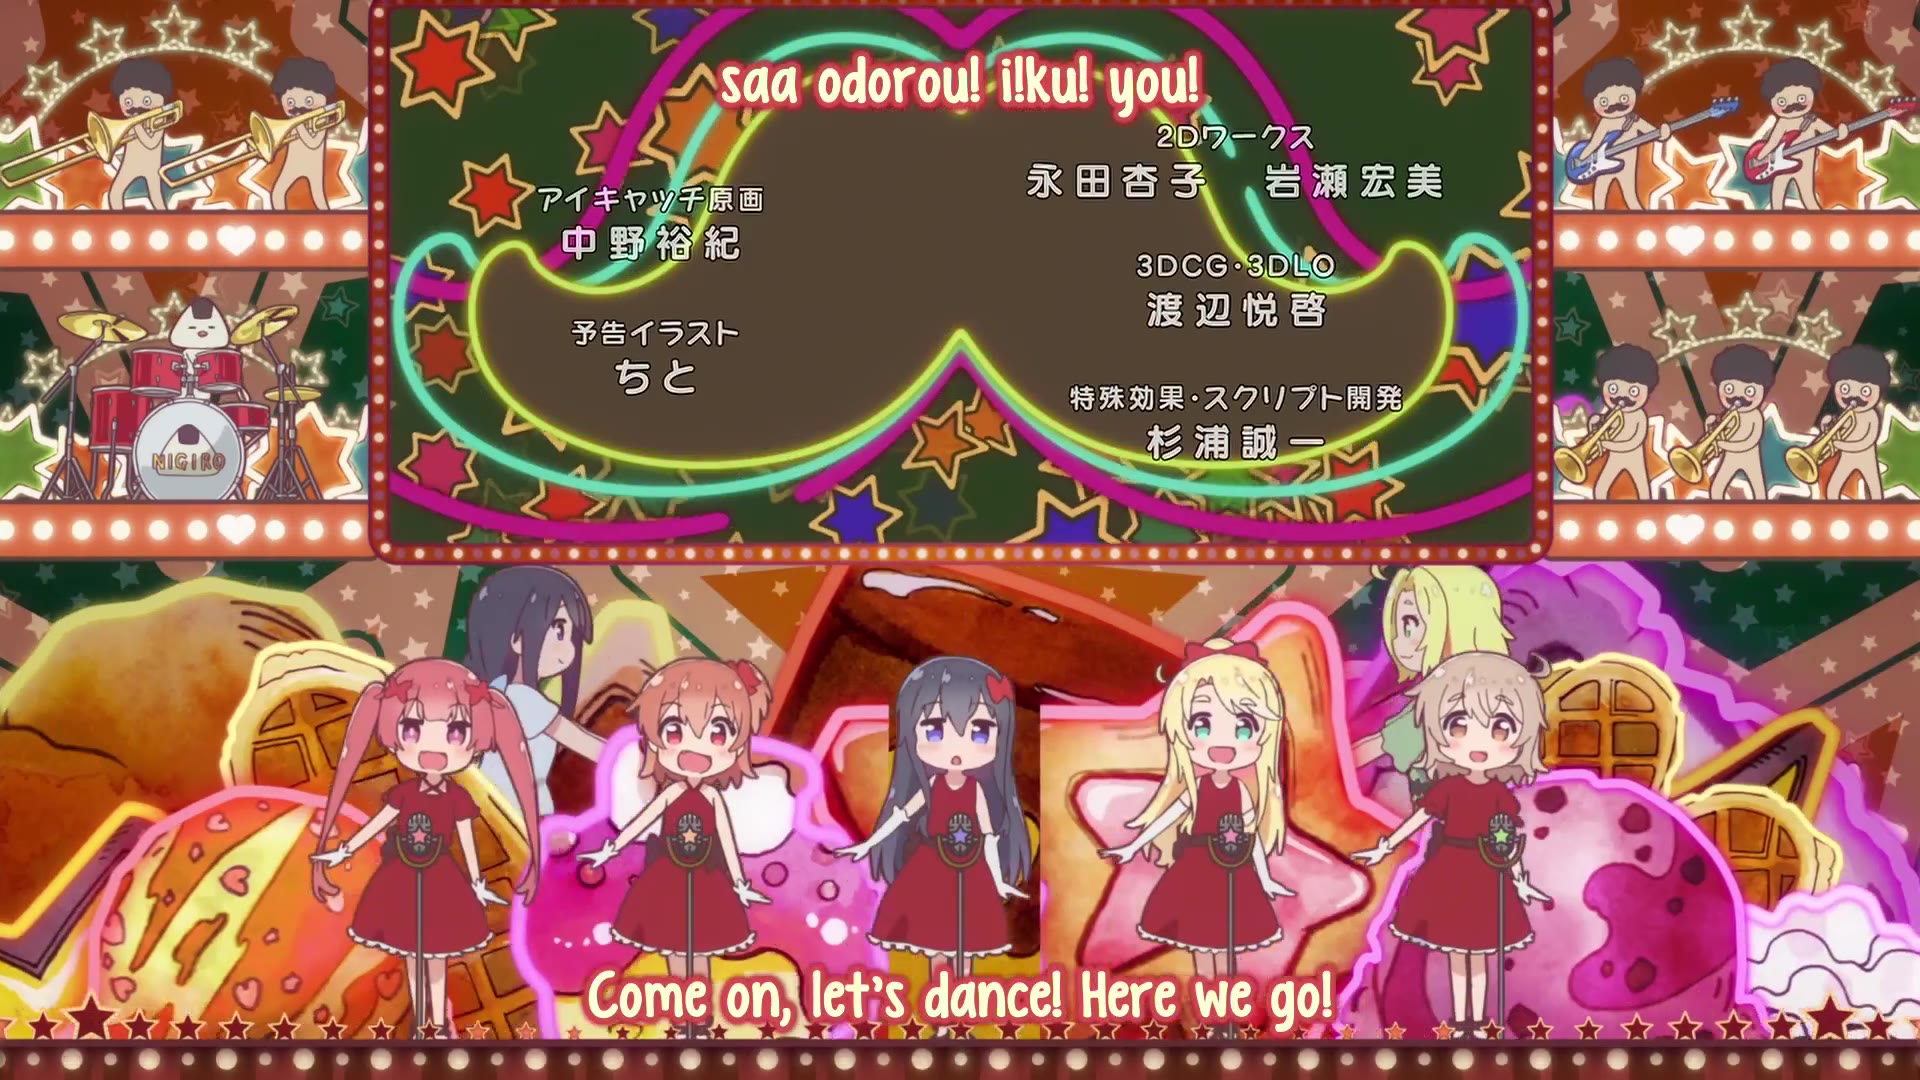 saa odorou! i!ku! you!
アイキャッチ原画
中野裕紀
予告イラスト
ちと
2Dワークス
永田杏子 岩瀬宏美
3DCG・3DLO
渡辺悦啓
特殊効果・スクリプト開発
杉浦誠一
NIGIRO
Come on, let's dance! Here we go!